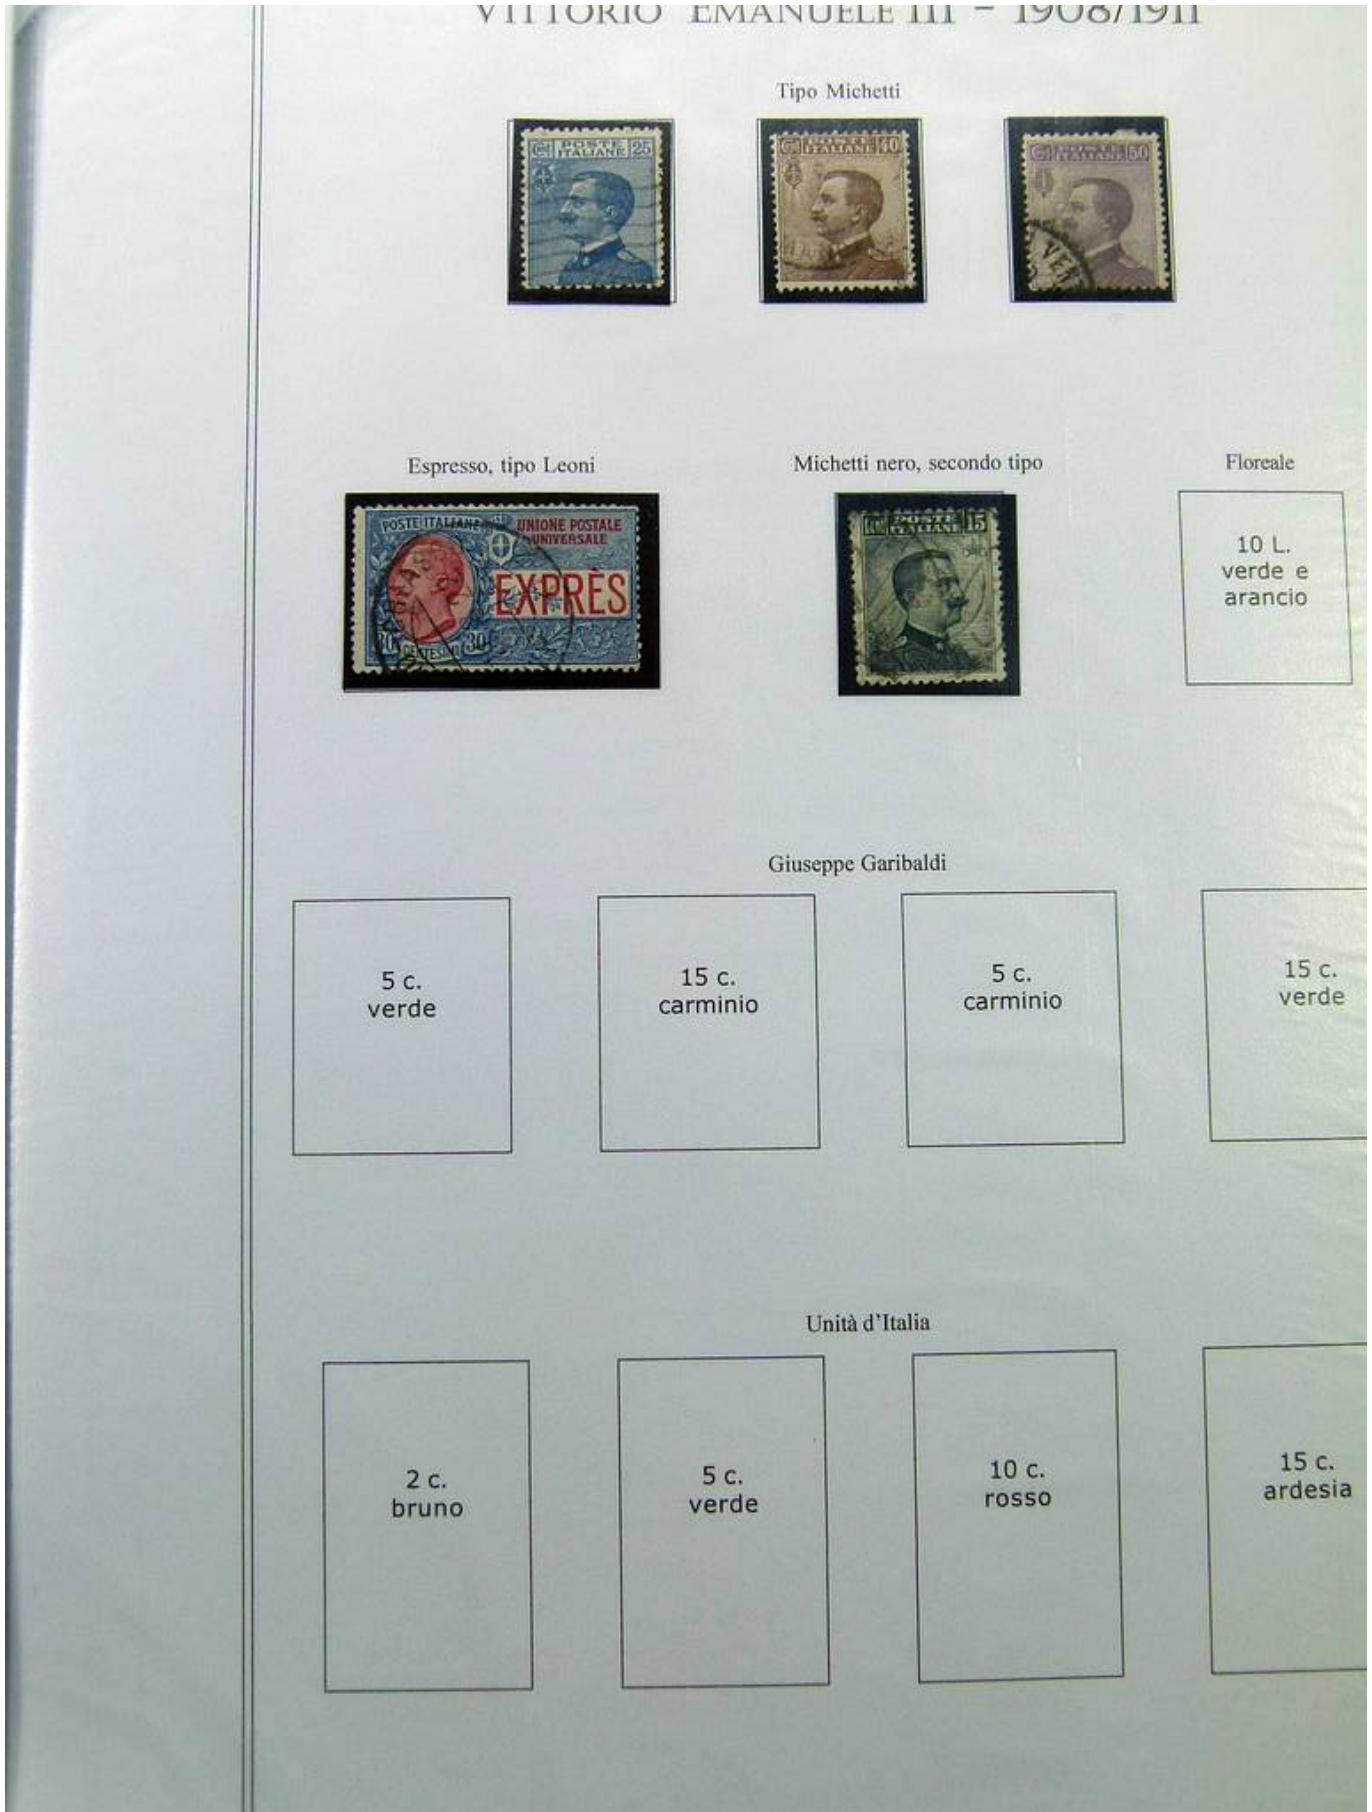 VITTORIO EMANUELE III – 1908/1911
Tipo Michetti
POSTE
ITALIANE
25
POSTE
ITALIANE
40
POSTE
ITALIANE
50
Espresso, tipo Leoni
Michetti nero, secondo tipo
Floreale
POSTE ITALIANE
UNIONE POSTALE
UNIVERSALE
EXPRÈS
30
CENTESIMI
30
POSTE
ITALIANE
15
10 L.
verde e
arancio
Giuseppe Garibaldi
5 c.
verde
15 c.
carminio
5 c.
carminio
15 c.
verde
Unità d'Italia
2 c.
bruno
5 c.
verde
10 c.
rosso
15 c.
ardesia